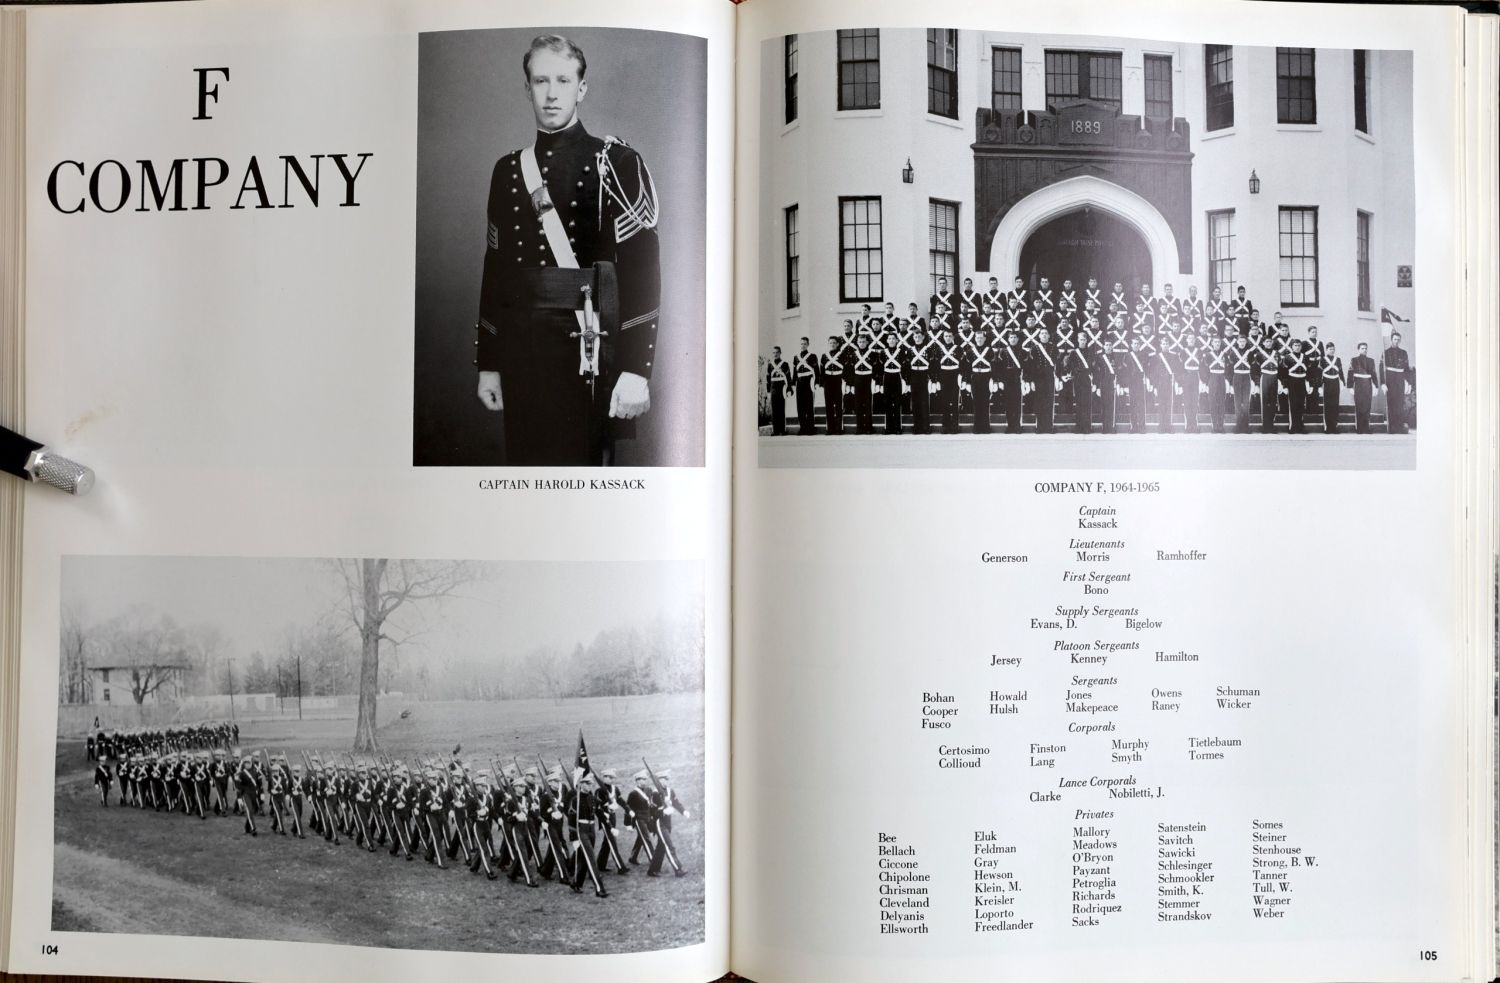 F
COMPANY
CAPTAIN HAROLD KASSACK
104
1889
COMPANY F, 1964-1965
Captain
Kassack
Lieutenants
Generson Morris Ramhoffer
First Sergeant
Bono
Supply Sergeants
Evans, D. Bigelow
Platoon Sergeants
Jersey Kenney Hamilton
Sergeants
Bohan Howald Jones Owens Schuman
Cooper Hulsh Makepeace Raney Wicker
Fusco
Corporals
Certosimo Finston Murphy Tietlebaum
Collioud Lang Smyth Tormes
Lance Corporals
Clarke Nobiletti, J.
Privates
Bee Eluk Mallory Satenstein Somes
Bellach Feldman Meadows Savitch Steiner
Ciccone Gray O'Bryon Sawicki Stenhouse
Chipolone Hewson Payzant Schlesinger Strong, B. W.
Chrisman Klein, M. Petroglia Schmookler Tanner
Cleveland Kreisler Richards Smith, K. Tull, W.
Delyanis Loporto Rodriquez Stemmer Wagner
Ellsworth Freedlander Sacks Strandskov Weber
105